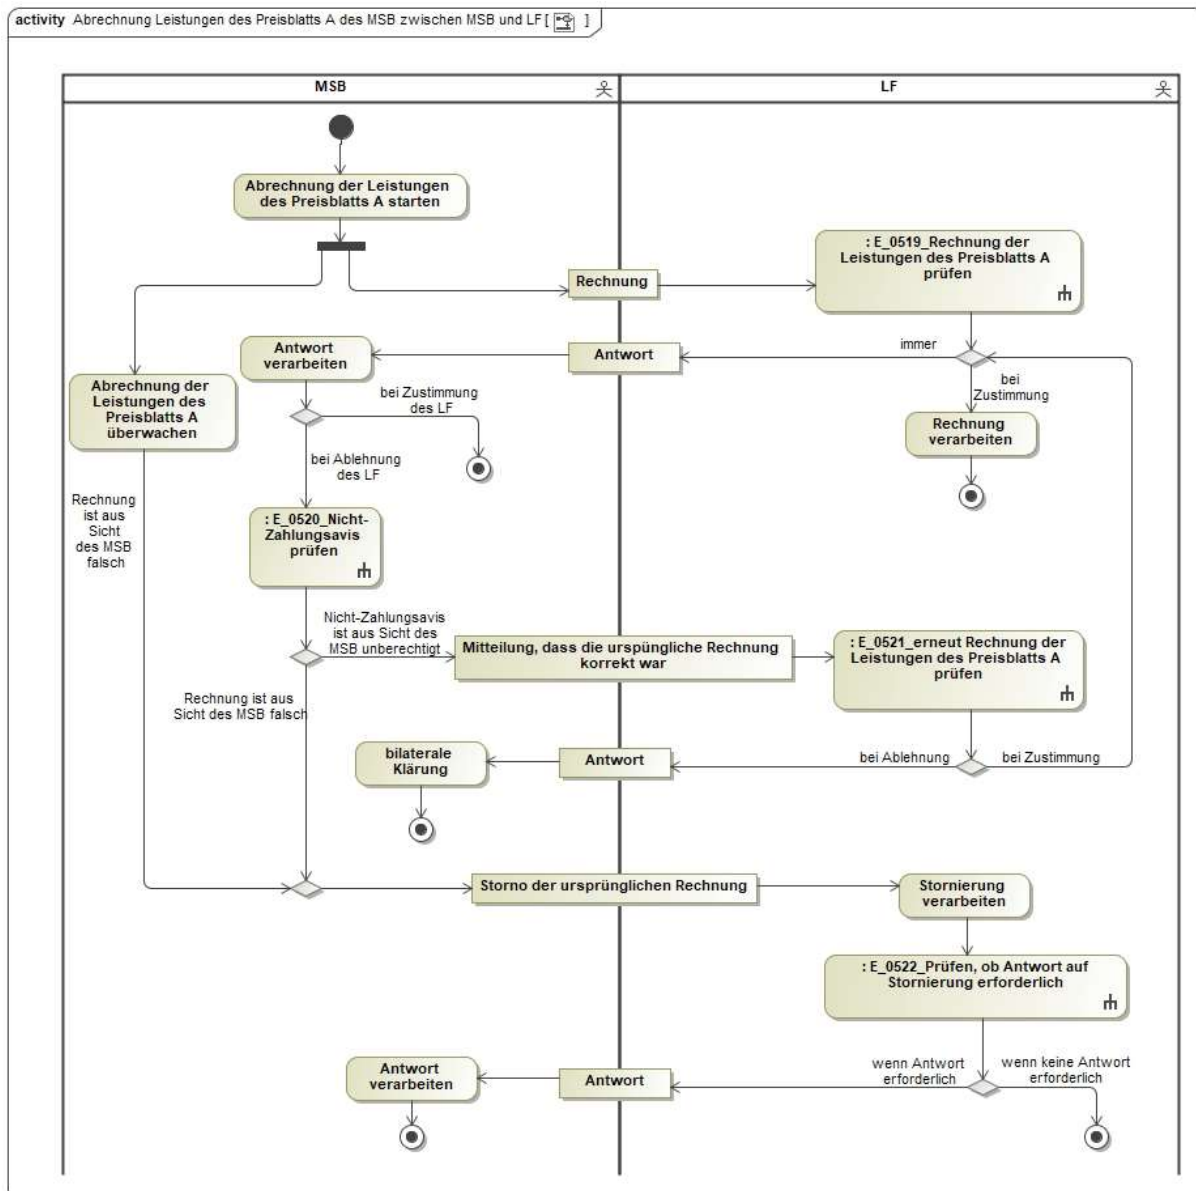 activity Abrechnung Leistungen des Preisblatts A des MSB zwischen MSB und LF [ ]
MSB
LF
Abrechnung der Leistungen
des Preisblatts A starten
: E_0519_Rechnung der
Leistungen des Preisblatts A
prüfen
Rechnung
immer
Antwort
verarbeiten
Antwort
bei
Zustimmung
Abrechnung der
Leistungen des
Preisblatts A
überwachen
bei Zustimmung
des LF
Rechnung
verarbeiten
bei Ablehnung
des LF
Rechnung
ist aus
Sicht
des MSB
falsch
: E_0520_Nicht-
Zahlungsavis
prüfen
Nicht-Zahlungsavis
ist aus Sicht des
MSB unberechtigt
Mitteilung, dass die urspüngliche Rechnung
korrekt war
: E_0521_erneut Rechnung der
Leistungen des Preisblatts A
prüfen
Rechnung ist aus
Sicht des MSB falsch
bilaterale
Klärung
Antwort
bei Ablehnung
bei Zustimmung
Storno der ursprünglichen Rechnung
Stornierung
verarbeiten
: E_0522_Prüfen, ob Antwort auf
Stornierung erforderlich
Antwort
verarbeiten
Antwort
wenn Antwort
erforderlich
wenn keine Antwort
erforderlich